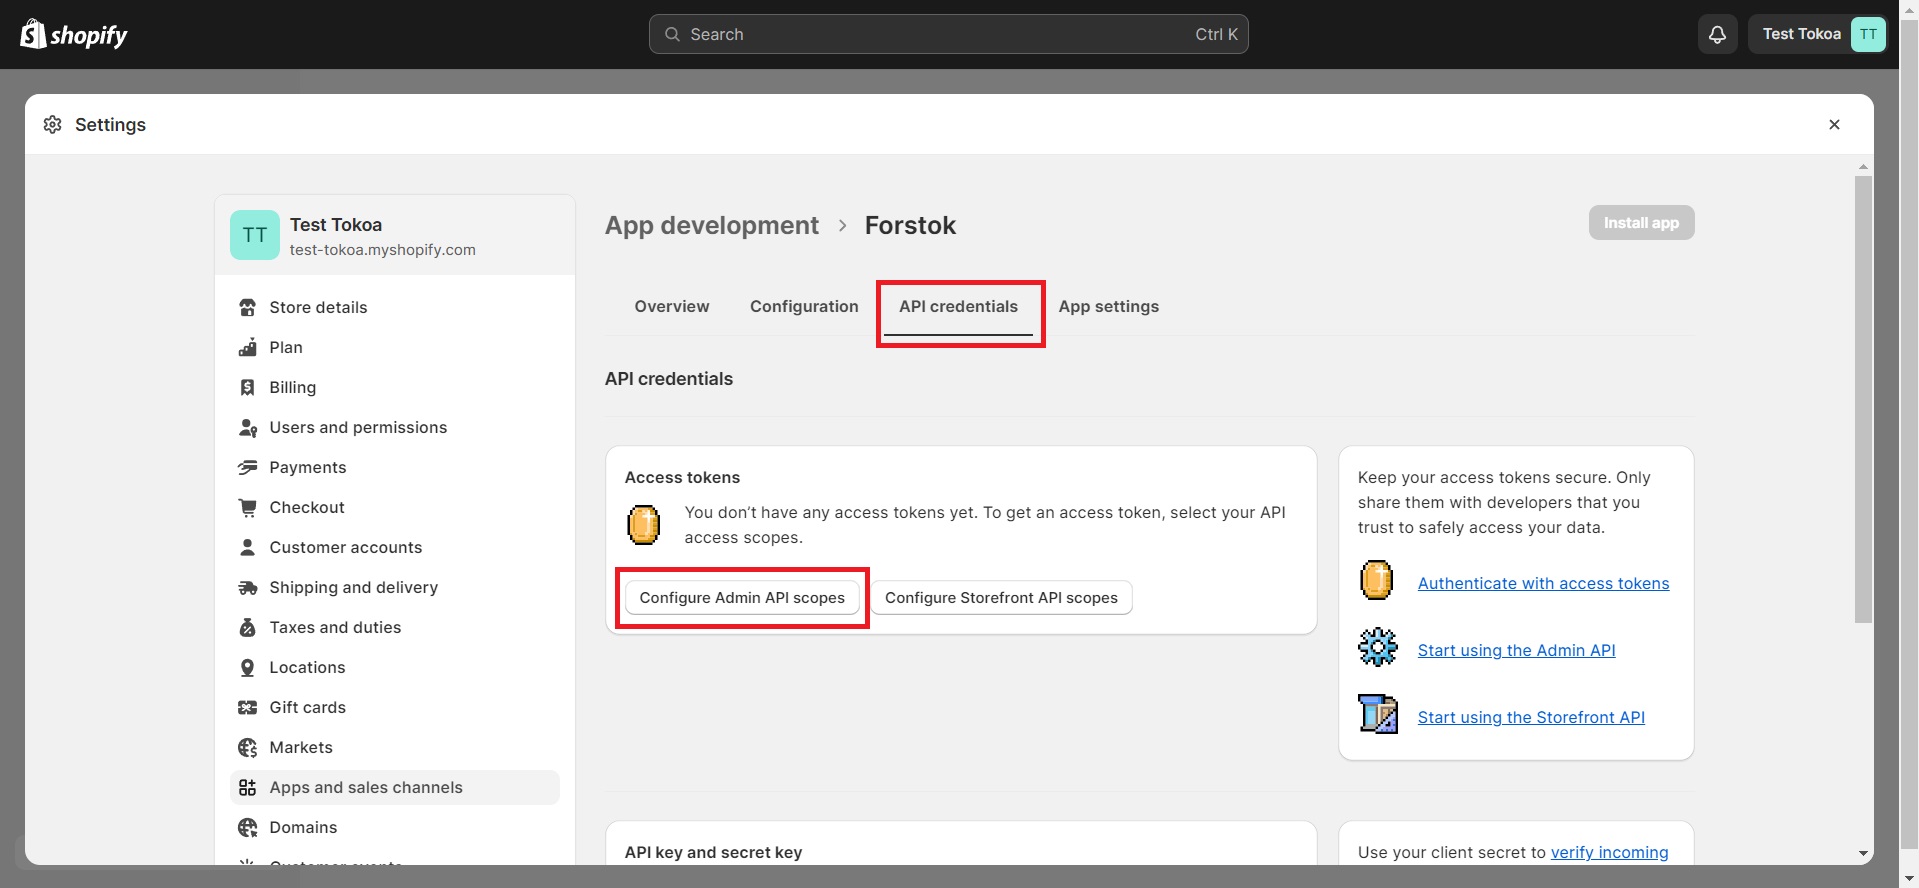 shopify
Search
Ctrl K
Test Tokoa
TT
Settings
TT
Test Tokoa
test-tokoa.myshopify.com
Store details
Plan
Billing
Users and permissions
Payments
Checkout
Customer accounts
Shipping and delivery
Taxes and duties
Locations
Gift cards
Markets
Apps and sales channels
Domains
App development
Forstok
Install app
Overview
Configuration
API credentials
App settings
API credentials
Access tokens
You don’t have any access tokens yet. To get an access token, select your API
access scopes.
Configure Admin API scopes
Configure Storefront API scopes
Keep your access tokens secure. Only
share them with developers that you
trust to safely access your data.
Authenticate with access tokens
Start using the Admin API
Start using the Storefront API
API key and secret key
Use your client secret to verify incoming